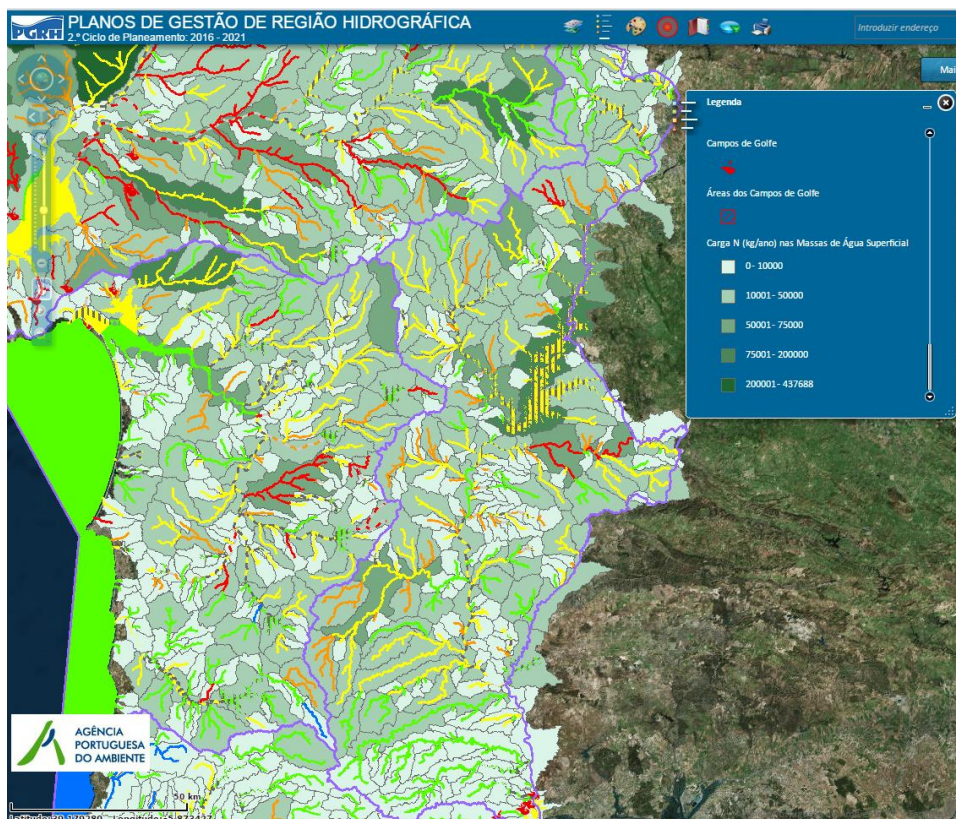 PGRH
PLANOS DE GESTÃO DE REGIÃO HIDROGRÁFICA
2.º Ciclo de Planeamento: 2016 - 2021
Introduzir endereço
Mai
Legenda
Campos de Golfe
Áreas dos Campos de Golfe
Carga N (kg/ano) nas Massas de Água Superficial
0- 10000
10001- 50000
50001- 75000
75001- 200000
200001- 437688
AGÊNCIA
PORTUGUESA
DO AMBIENTE
50 km